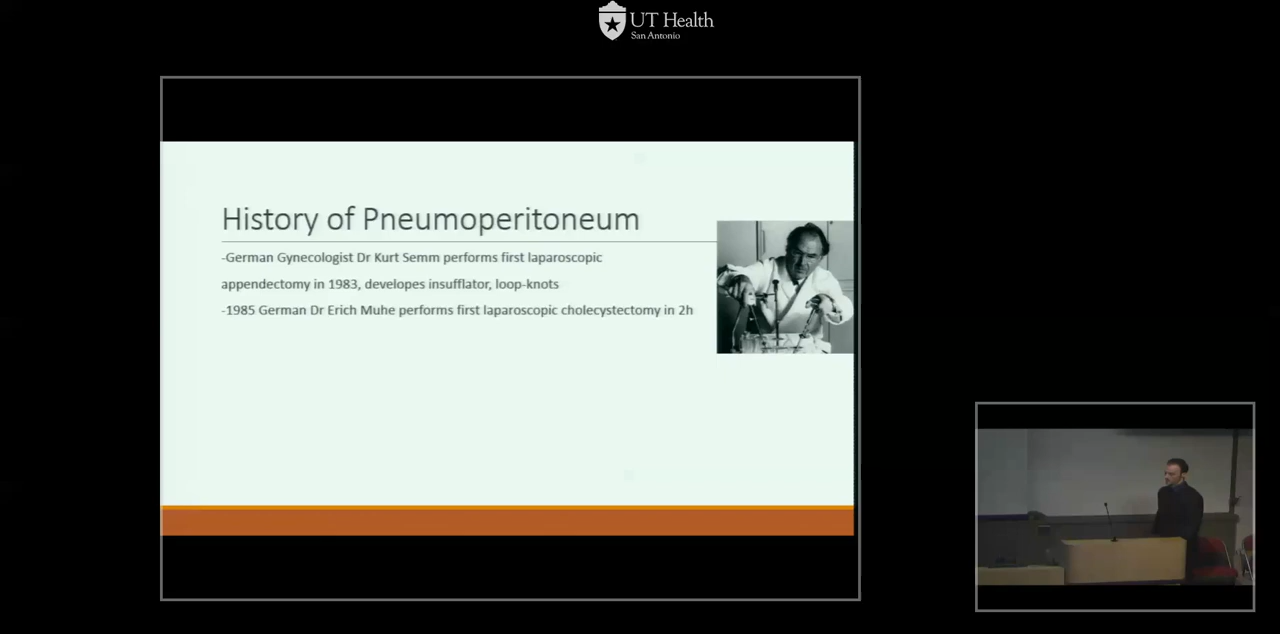 UT Health
San Antonio
History of Pneumoperitoneum
-German Gynecologist Dr Kurt Semm performs first laparoscopic
appendectomy in 1983, developes insufflator, loop-knots
-1985 German Dr Erich Muhe performs first laparoscopic cholecystectomy in 2h